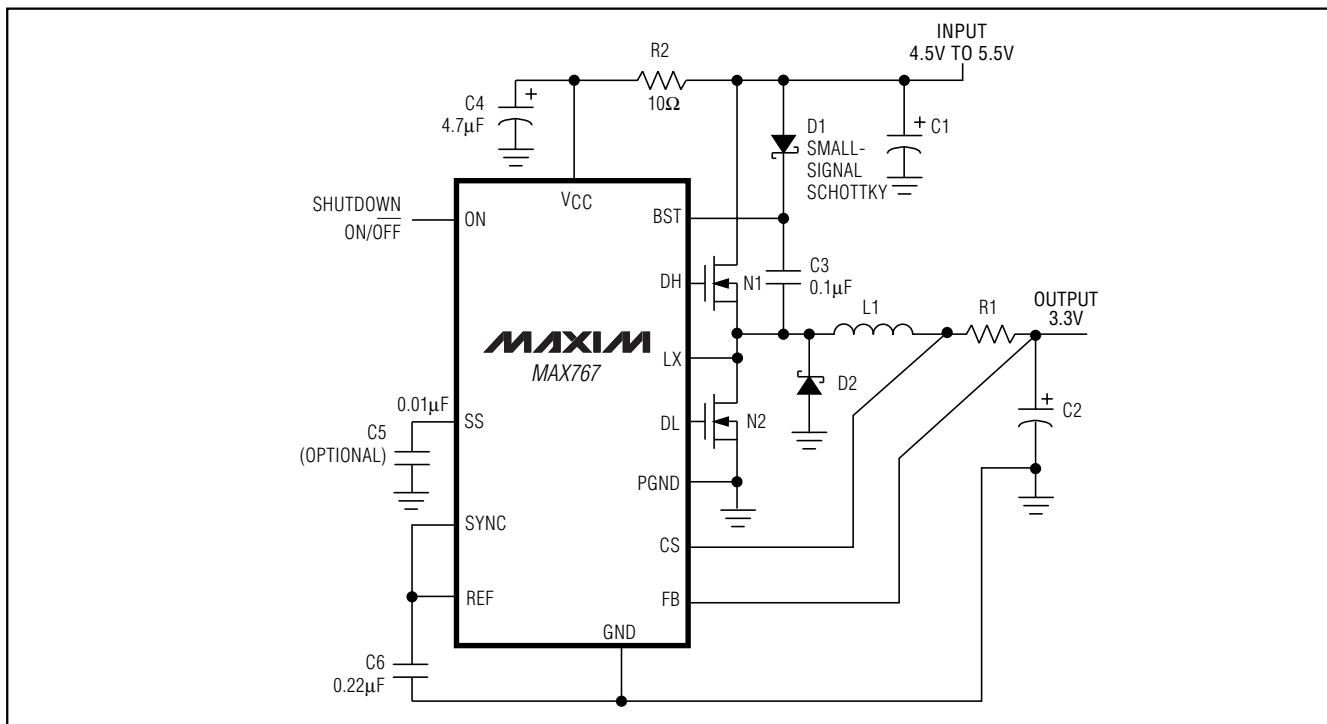 INPUT
4.5V TO 5.5V
R2
10Ω
C4
4.7μF
+
D1
SMALL-
SIGNAL
SCHOTTKY
+
C1
SHUTDOWN
ON/OFF
ON
VCC
BST
DH
N1
C3
0.1μF
L1
R1
OUTPUT
3.3V
MAXIM
MAX767
LX
D2
+
C2
0.01μF
SS
C5
(OPTIONAL)
DL
N2
PGND
SYNC
CS
REF
FB
GND
C6
0.22μF